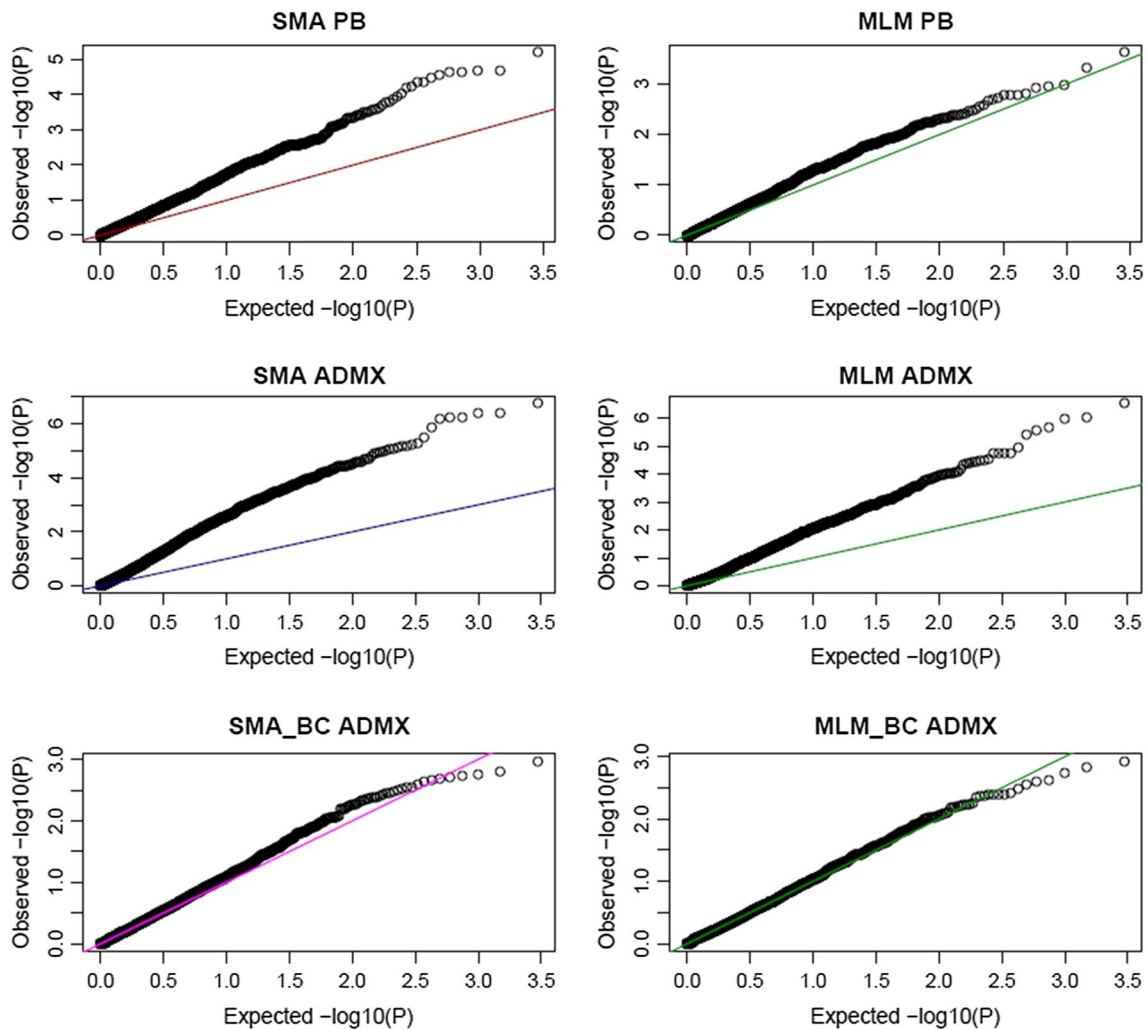 SMA PB
Observed −log10(P)
5
4
3
2
1
0
0.0 0.5 1.0 1.5 2.0 2.5 3.0 3.5
Expected −log10(P)
MLM PB
Observed −log10(P)
3
2
1
0
0.0 0.5 1.0 1.5 2.0 2.5 3.0 3.5
Expected −log10(P)
SMA ADMX
Observed −log10(P)
6
4
2
0
0.0 0.5 1.0 1.5 2.0 2.5 3.0 3.5
Expected −log10(P)
MLM ADMX
Observed −log10(P)
6
5
4
3
2
1
0
0.0 0.5 1.0 1.5 2.0 2.5 3.0 3.5
Expected −log10(P)
SMA_BC ADMX
Observed −log10(P)
3.0
2.0
1.0
0.0
0.0 0.5 1.0 1.5 2.0 2.5 3.0 3.5
Expected −log10(P)
MLM_BC ADMX
Observed −log10(P)
3.0
2.0
1.0
0.0
0.0 0.5 1.0 1.5 2.0 2.5 3.0 3.5
Expected −log10(P)